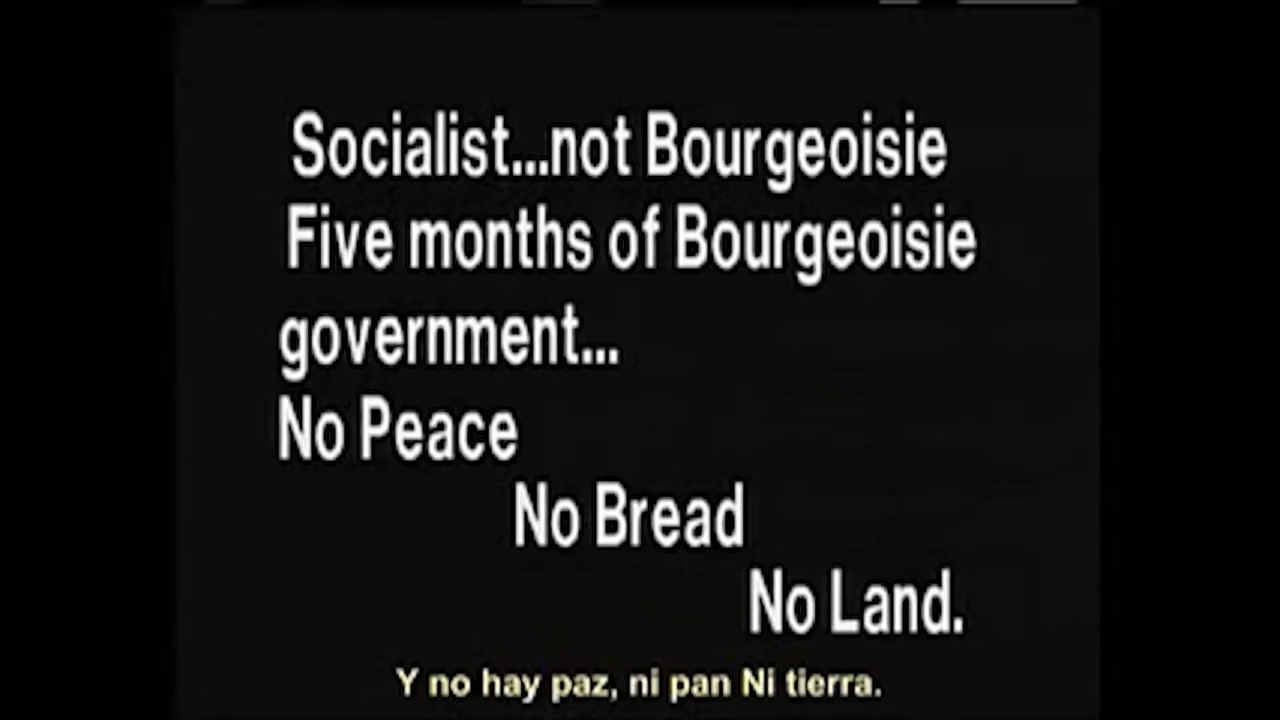 Socialist...not Bourgeoisie
Five months of Bourgeoisie
government...
No Peace
No Bread
No Land.
Y no hay paz, ni pan Ni tierra.